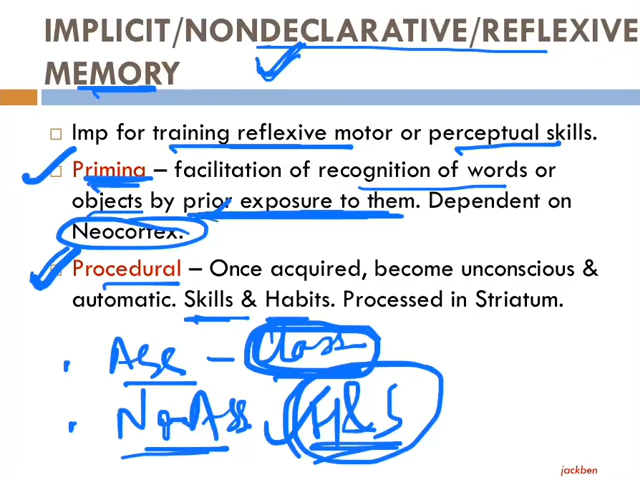 IMPLICIT/NONDECLARATIVE/REFLEXIVE
MEMORY
Imp for training reflexive motor or perceptual skills.
Priming – facilitation of recognition of words or
objects by prior exposure to them. Dependent on
Neocortex.
Procedural – Once acquired, become unconscious &
automatic. Skills & Habits. Processed in Striatum.
Ass – Class
Non Ass H&S
jackben